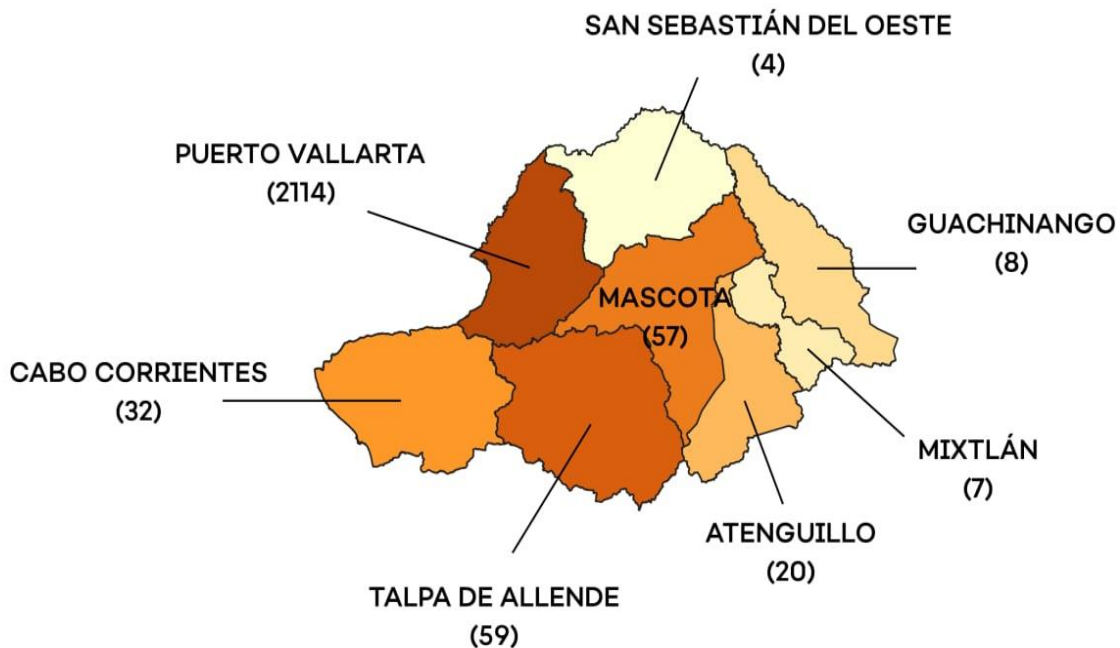 SAN SEBASTIÁN DEL OESTE
(4)
PUERTO VALLARTA
(2114)
GUACHINANGO
(8)
MASCOTA
(57)
CABO CORRIENTES
(32)
MIXTLÁN
(7)
ATENGUILLO
(20)
TALPA DE ALLENDE
(59)